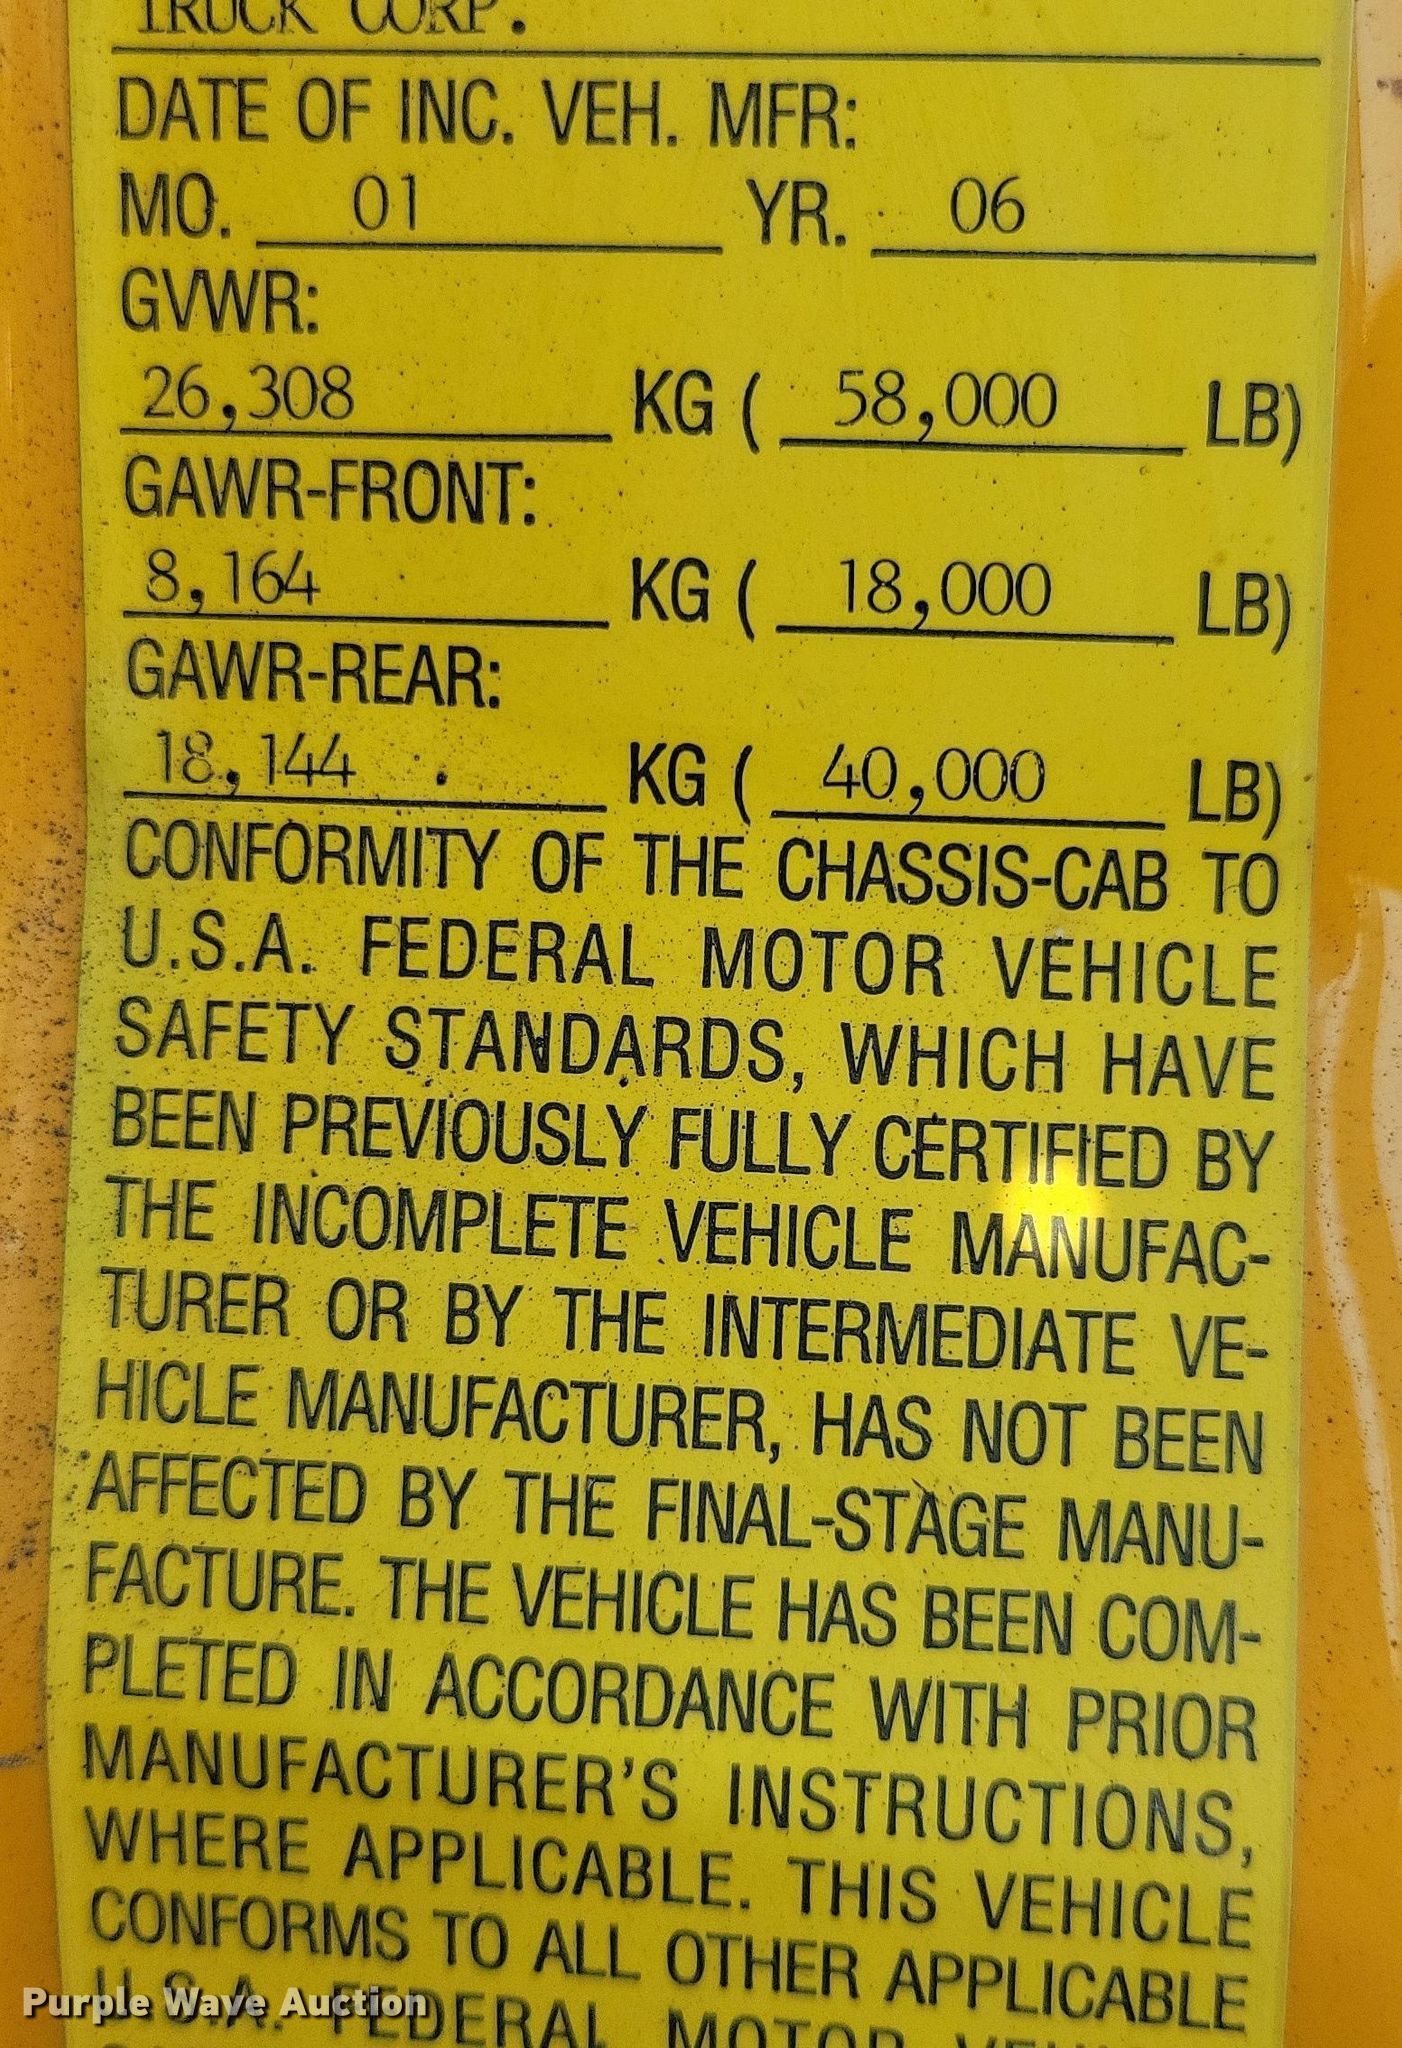 TRUCK CORP.
DATE OF INC. VEH. MFR:
MO. 01 YR. 06
GVWR:
26,308 KG ( 58,000 LB)
GAWR-FRONT:
8,164 KG ( 18,000 LB)
GAWR-REAR:
18,144 KG ( 40,000 LB)
CONFORMITY OF THE CHASSIS-CAB TO
U.S.A. FEDERAL MOTOR VEHICLE
SAFETY STANDARDS, WHICH HAVE
BEEN PREVIOUSLY FULLY CERTIFIED BY
THE INCOMPLETE VEHICLE MANUFAC-
TURER OR BY THE INTERMEDIATE VE-
HICLE MANUFACTURER, HAS NOT BEEN
AFFECTED BY THE FINAL-STAGE MANU-
FACTURE. THE VEHICLE HAS BEEN COM-
PLETED IN ACCORDANCE WITH PRIOR
MANUFACTURER'S INSTRUCTIONS,
WHERE APPLICABLE. THIS VEHICLE
CONFORMS TO ALL OTHER APPLICABLE
U.S.A. FEDERAL MOTOR
Purple Wave Auction